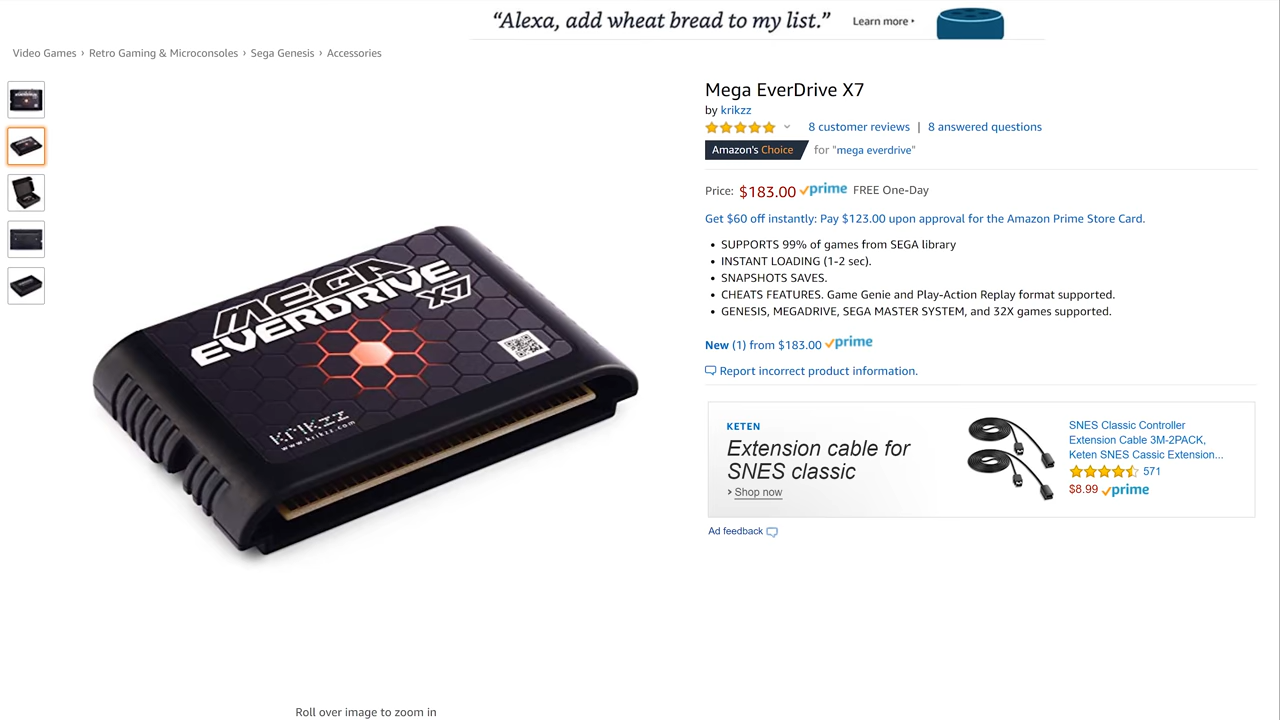 “Alexa, add wheat bread to my list.” Learn more ▸
Video Games › Retro Gaming & Microconsoles › Sega Genesis › Accessories
Mega EverDrive X7
by krikzz
8 customer reviews | 8 answered questions
Amazon's Choice for "mega everdrive"
Price: $183.00 prime FREE One-Day
Get $60 off instantly: Pay $123.00 upon approval for the Amazon Prime Store Card.
• SUPPORTS 99% of games from SEGA library
• INSTANT LOADING (1-2 sec).
• SNAPSHOTS SAVES.
• CHEATS FEATURES. Game Genie and Play-Action Replay format supported.
• GENESIS, MEGADRIVE, SEGA MASTER SYSTEM, and 32X games supported.
New (1) from $183.00 prime
Report incorrect product information.
MEGA
EVERDRIVE
X7
KRIKZZ
www.krikzz.com
KETEN
Extension cable for
SNES classic
› Shop now
SNES Classic Controller
Extension Cable 3M-2PACK,
Keten SNES Cassic Extension...
571
$8.99 prime
Ad feedback
Roll over image to zoom in